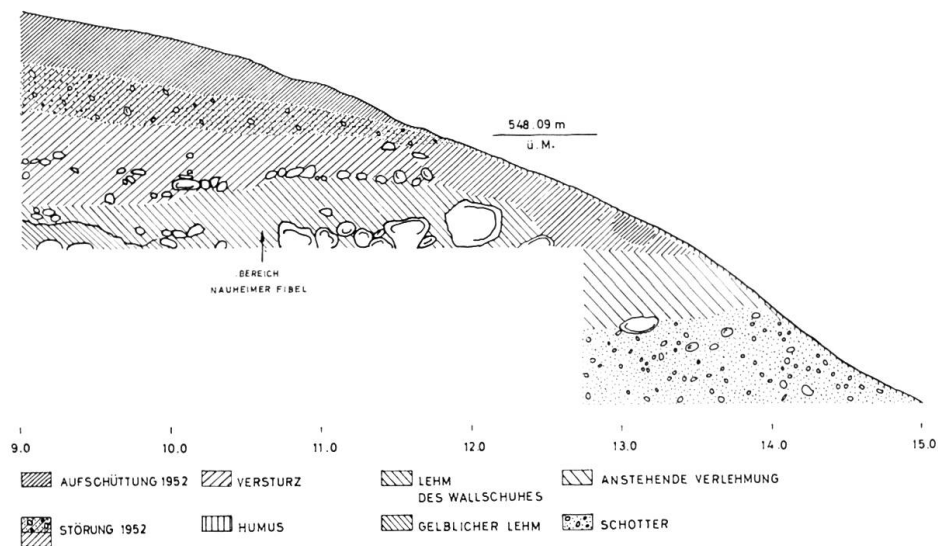 548.09 m
ü.M.
BEREICH
NAUHEIMER FIBEL
9.0 10.0 11.0 12.0 13.0 14.0 15.0
AUFSCHÜTTUNG 1952 VERSTURZ LEHM ANSTEHENDE VERLEHMUNG
DES WALLSCHUHES
STÖRUNG 1952 HUMUS GELBLICHER LEHM SCHOTTER